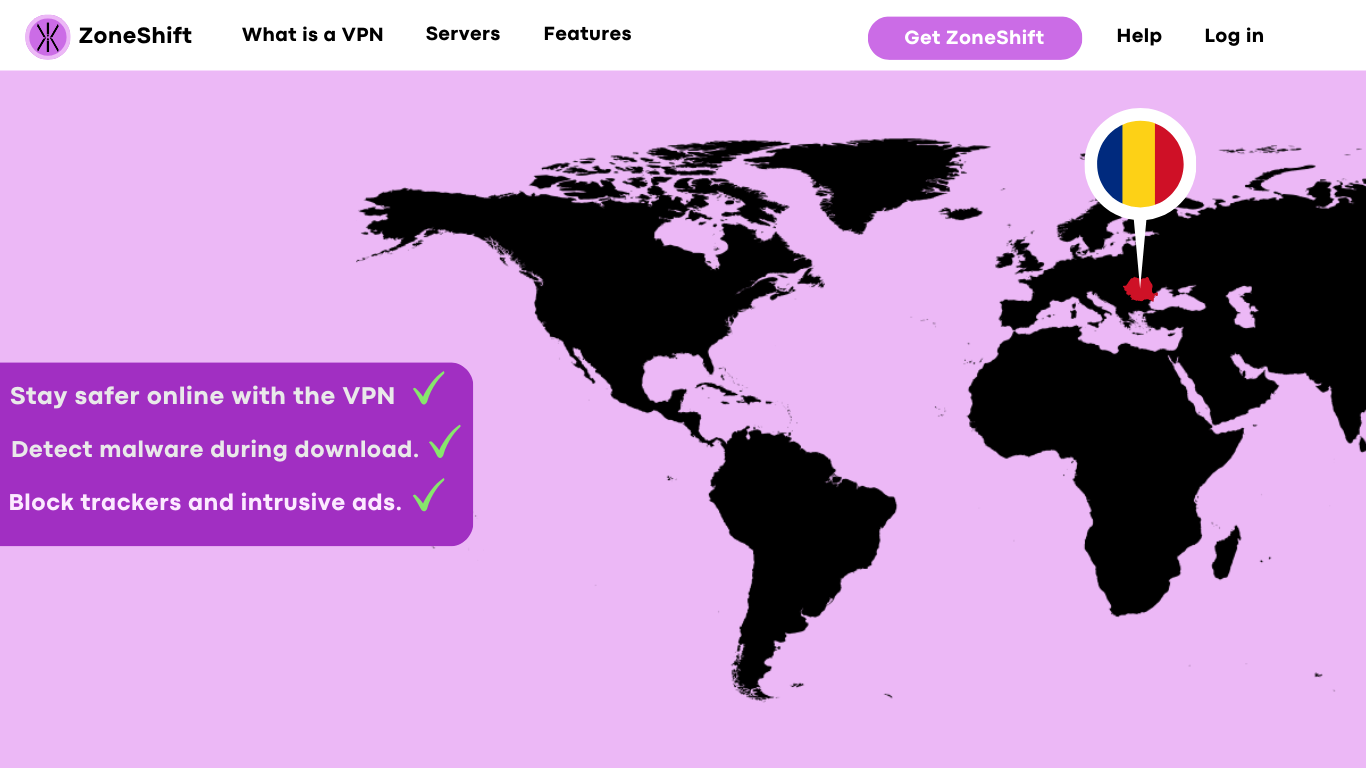 ZoneShift
What is a VPN
Servers
Features
Get ZoneShift
Help
Log in
Stay safer online with the VPN
Detect malware during download.
Block trackers and intrusive ads.